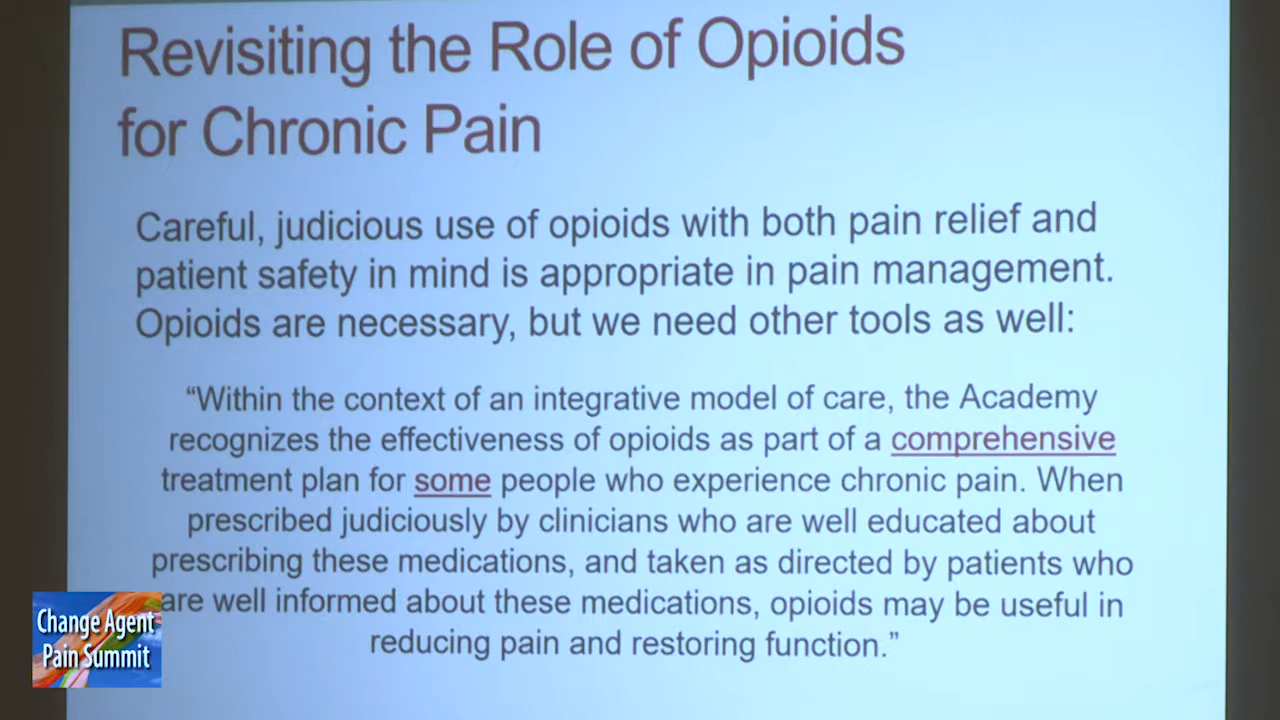 Revisiting the Role of Opioids
for Chronic Pain
Careful, judicious use of opioids with both pain relief and
patient safety in mind is appropriate in pain management.
Opioids are necessary, but we need other tools as well:
“Within the context of an integrative model of care, the Academy
recognizes the effectiveness of opioids as part of a comprehensive
treatment plan for some people who experience chronic pain. When
prescribed judiciously by clinicians who are well educated about
prescribing these medications, and taken as directed by patients who
are well informed about these medications, opioids may be useful in
reducing pain and restoring function.”
Change Agent
Pain Summit